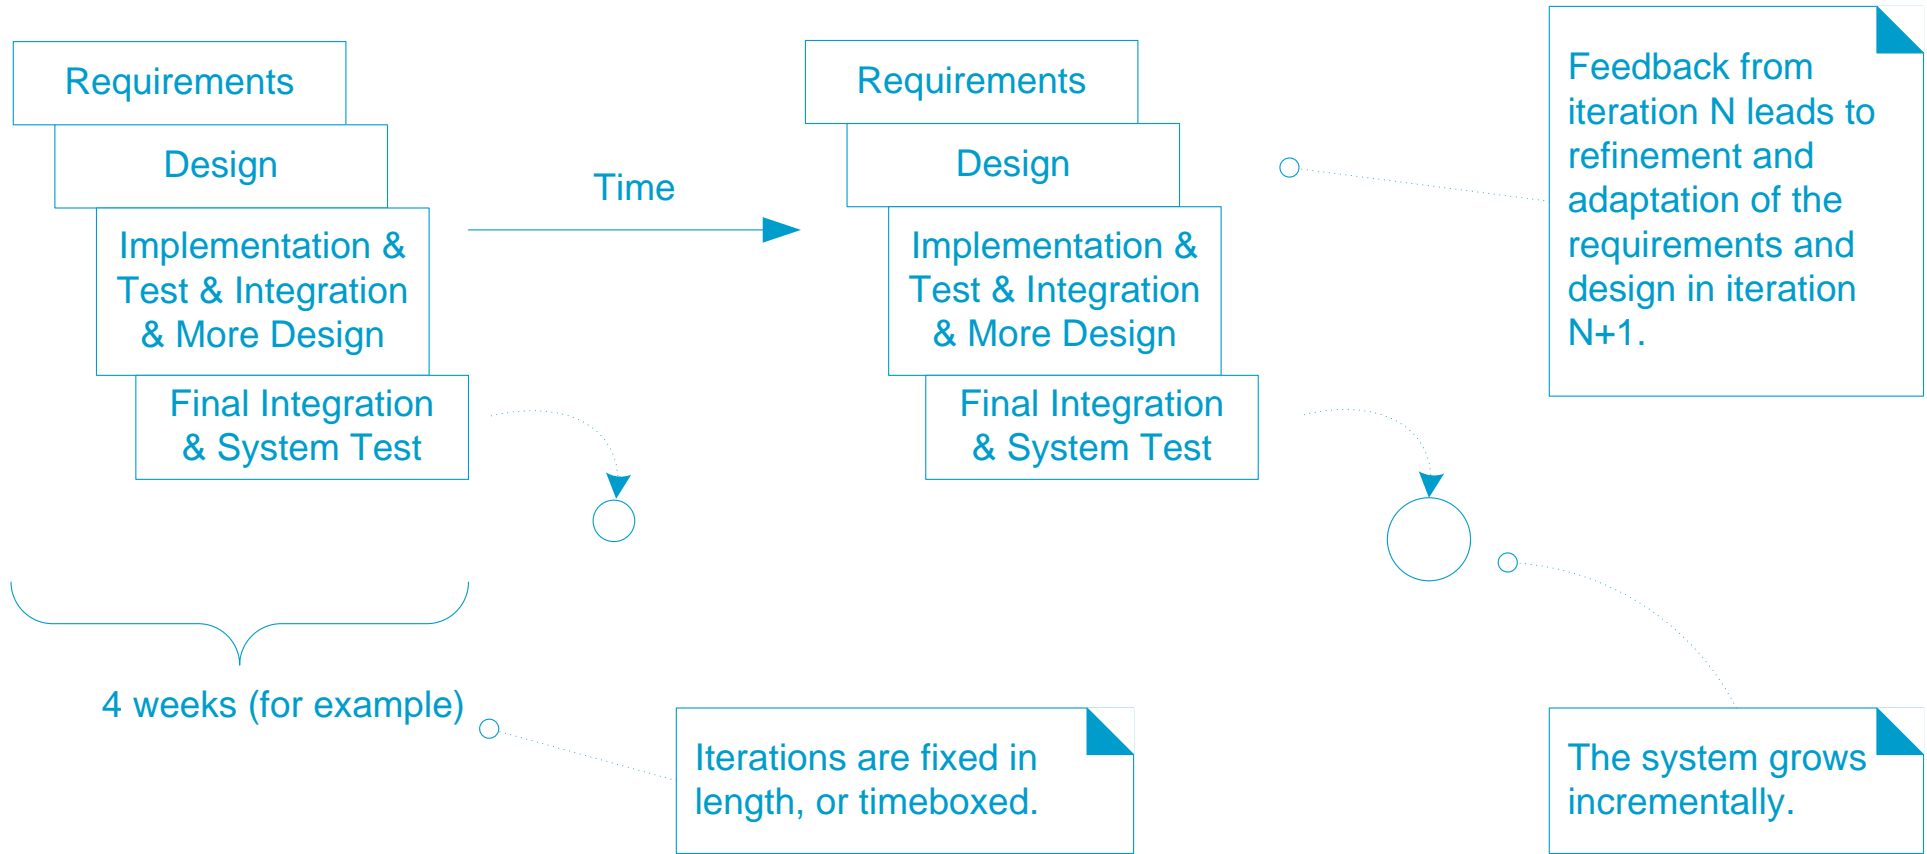 Requirements
Design
Implementation &
Test & Integration
& More Design
Final Integration
& System Test
Time
Requirements
Design
Implementation &
Test & Integration
& More Design
Final Integration
& System Test
Feedback from
iteration N leads to
refinement and
adaptation of the
requirements and
design in iteration
N+1.
4 weeks (for example)
Iterations are fixed in
length, or timeboxed.
The system grows
incrementally.